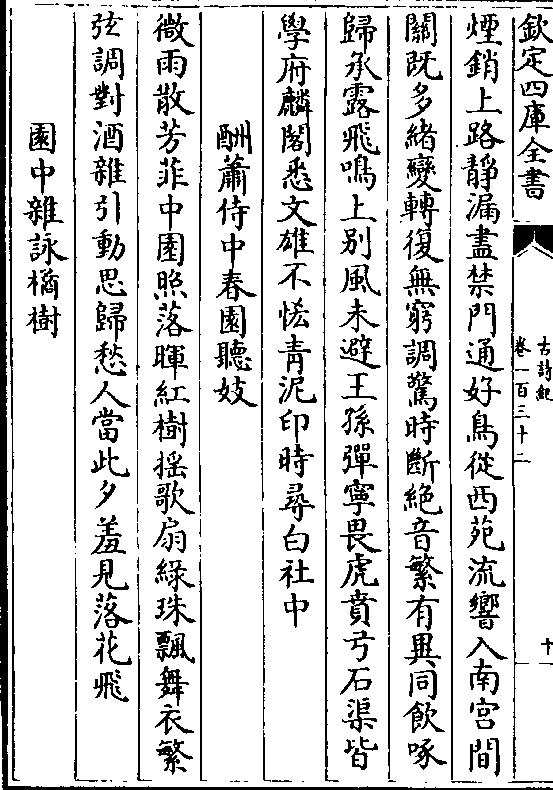 欽定四庫全書
古詩紀
卷一百三十二
十
煙銷上路靜漏盡禁門通好鳥從西苑流響入南宮間
關既多緒變轉復無窮調驚時斷絶音繁有異同飲啄
歸承露飛鳴上别風未避王孫彈寧畏虎賁弓石渠皆
學府麟閣悉文雄不恡青泥印時尋白社中
酬蕭侍中春園聽妓
微雨散芳菲中園照落暉紅樹揺歌扇緑珠飄舞衣繁
弦調對酒雜引動思歸愁人當此夕羞見落花飛
園中雜詠橘樹